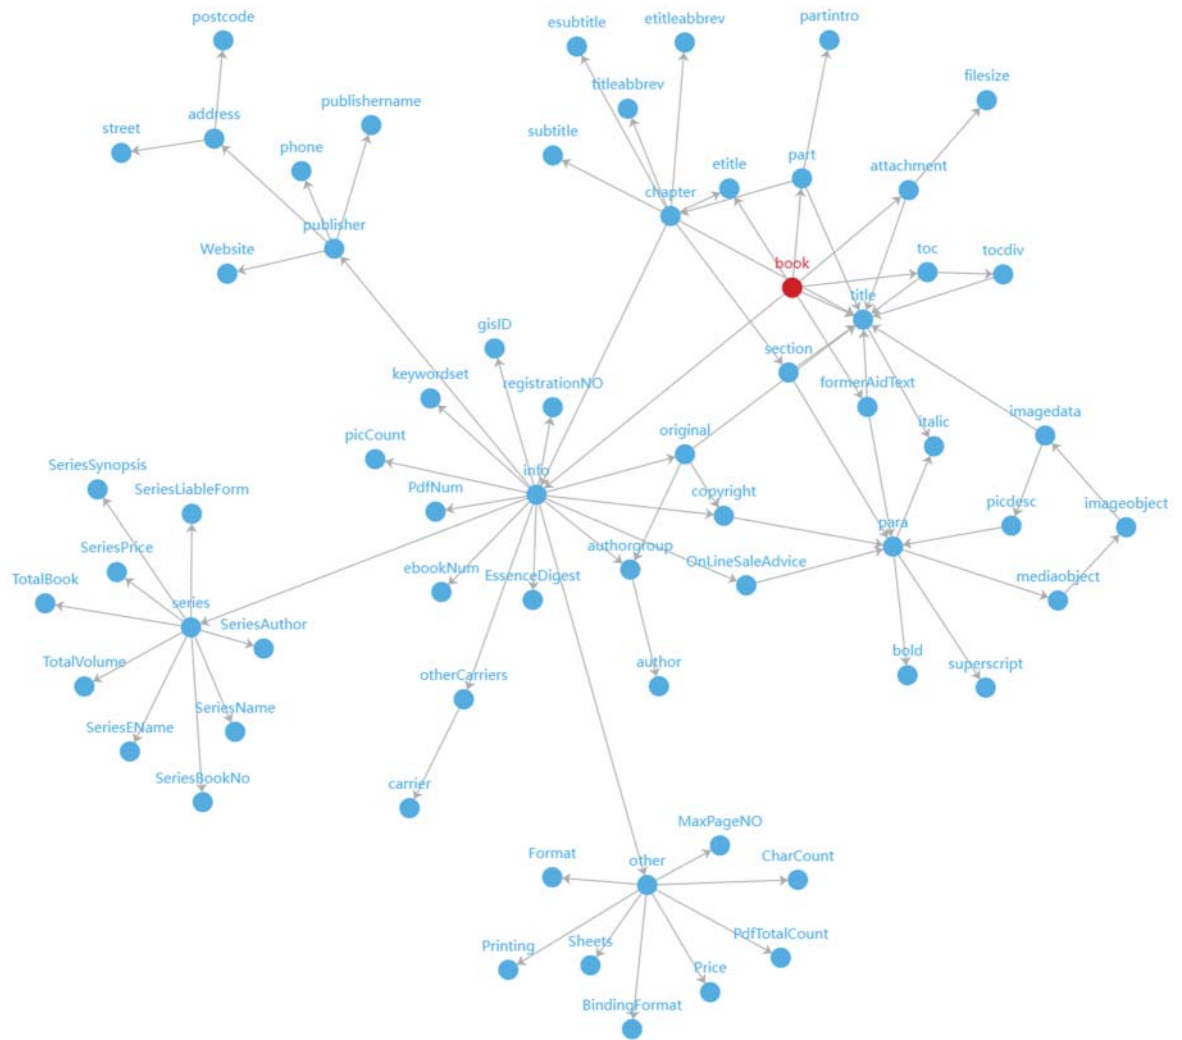 postcode
esubtitle
etitleabbrev
partintro
filesize
titleabbrev
publishername
address
street
phone
subtitle
etitle
part
attachment
chapter
publisher
Website
book
toc
tocdiv
title
gisID
section
keywordset
registrationNO
formerAidText
imagedata
italic
original
picCount
info
SeriesSynopsis
SeriesLiableForm
PdfNum
copyright
picdesc
imageobject
para
SeriesPrice
authorgroup
OnLineSaleAdvice
TotalBook
series
ebookNum
EssenceDigest
mediaobject
SeriesAuthor
TotalVolume
otherCarriers
author
bold
superscript
SeriesName
SeriesEName
SeriesBookNo
carrier
MaxPageNO
Format
other
CharCount
Printing
Sheets
PdfTotalCount
Price
BindingFormat